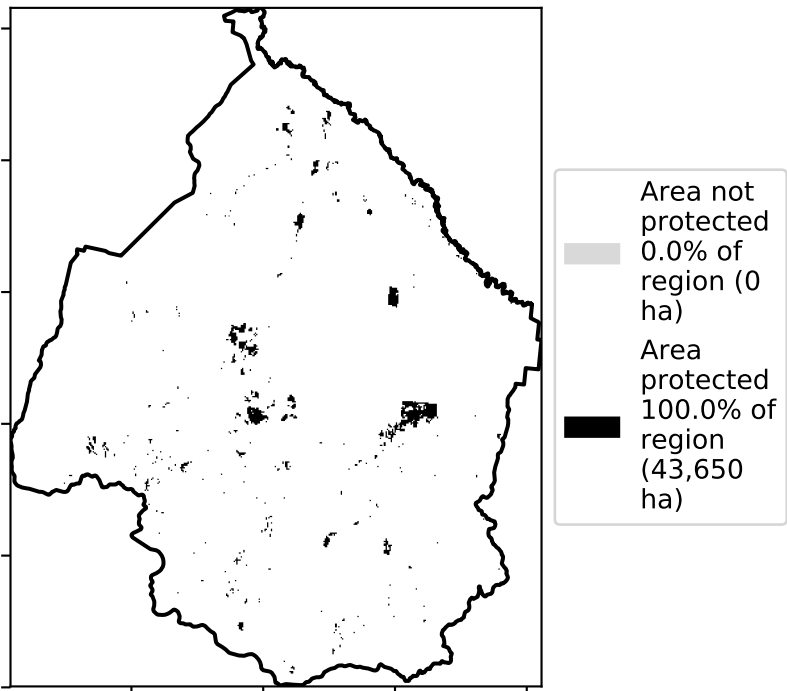 Area not
protected
0.0% of
region (0
ha)
Area
protected
100.0% of
region
(43,650
ha)